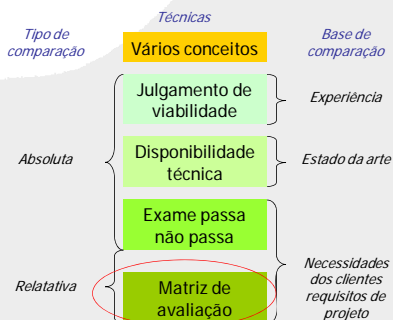 Técnicas
Tipo de
comparação
Vários conceitos
Base de
comparação
Julgamento de
viabilidade
Experiência
Absoluta
Disponibilidade
técnica
Estado da arte
Exame passa
não passa
Relatativa
Matriz de
avaliação
Necessidades
dos clientes
requisitos de
projeto